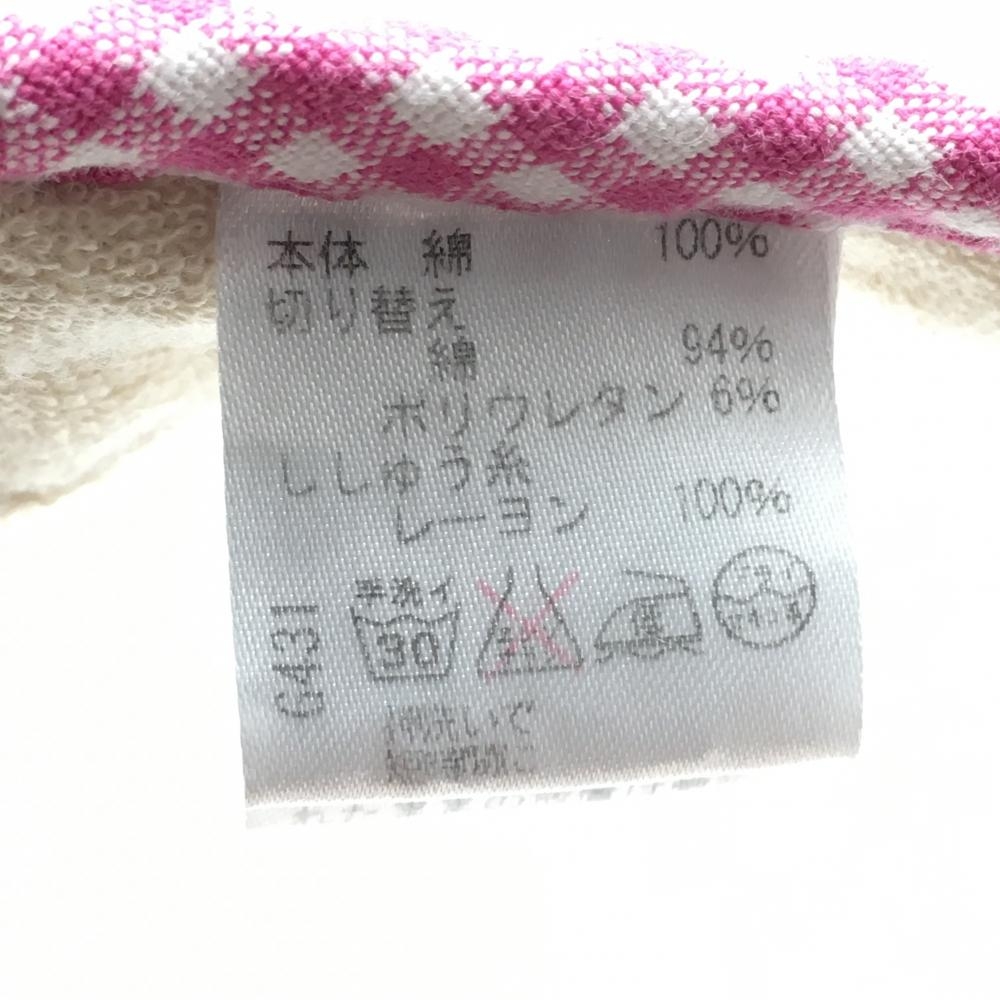 本体 綿 100%
切り替え
綿 94%
ポリウレタン 6%
ししゅう糸
レーヨン 100%
手洗イ
30
G431